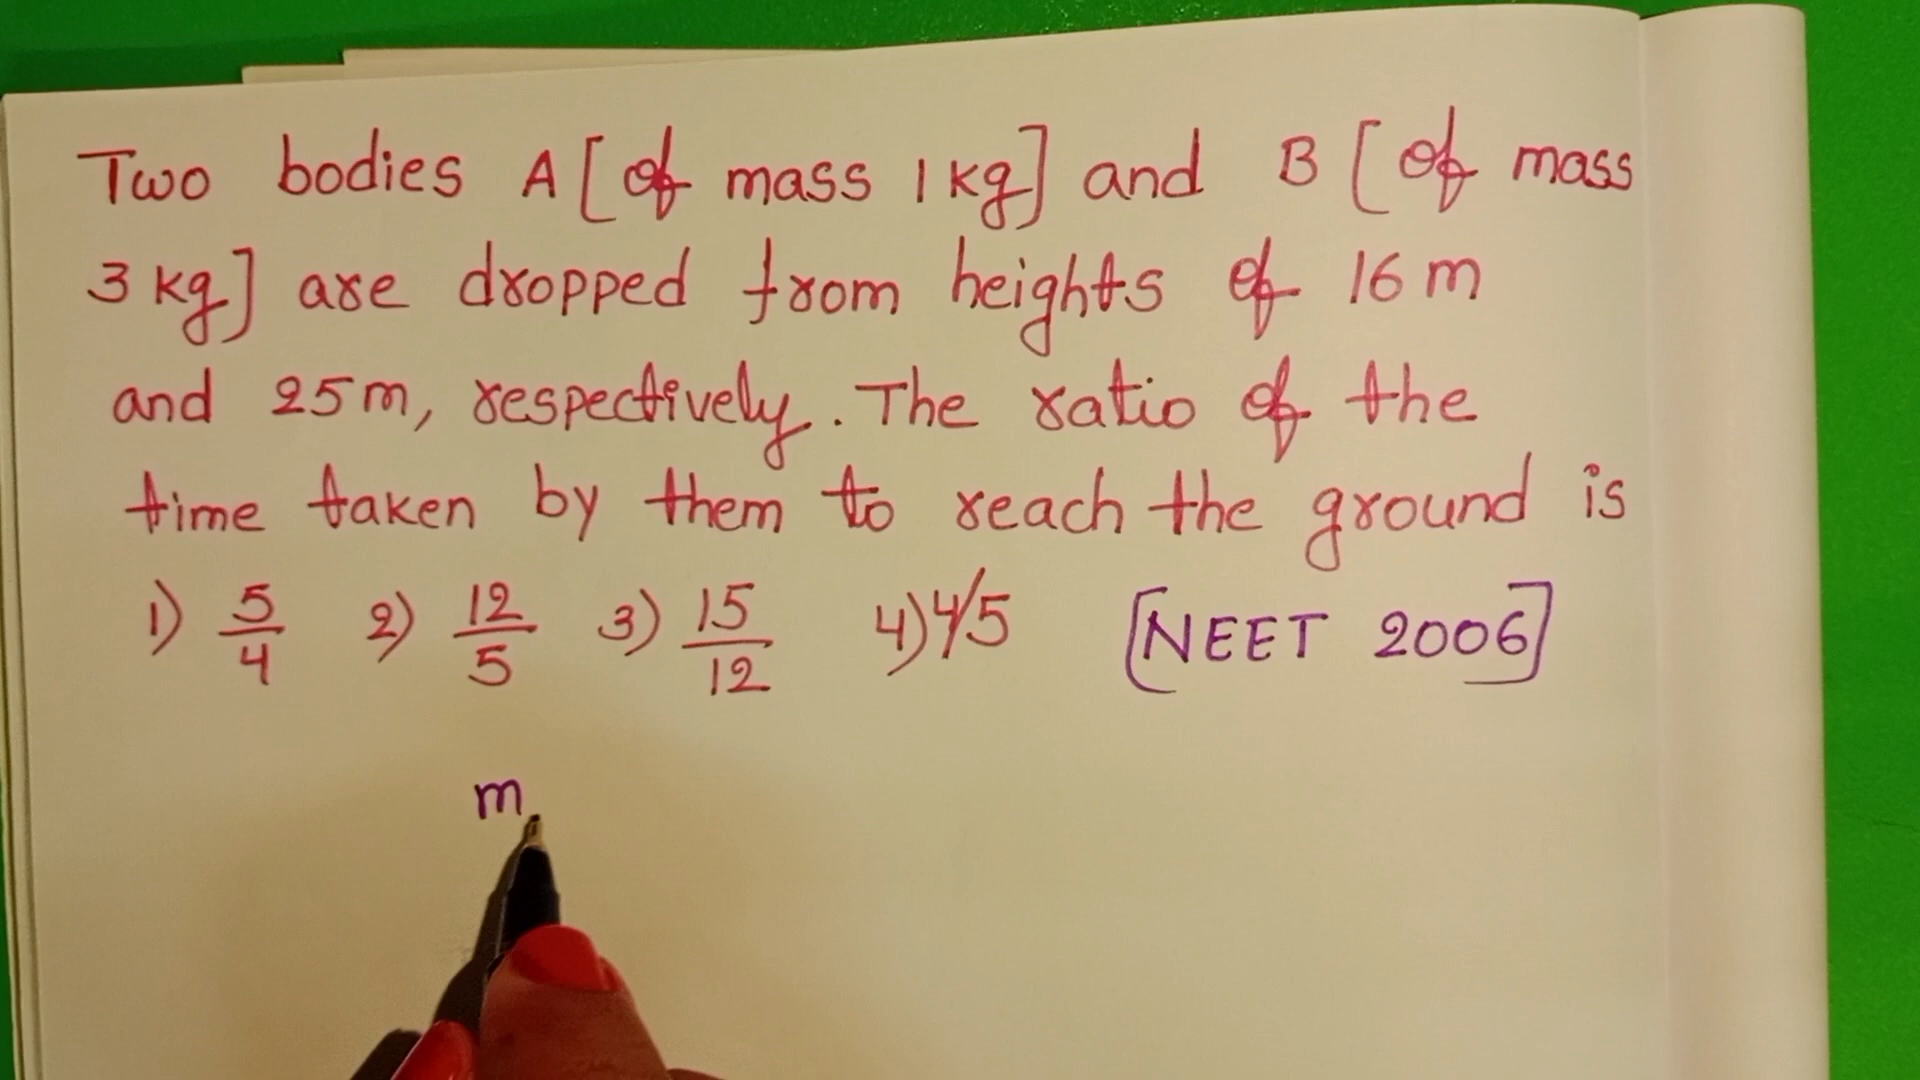 Two bodies A [of mass 1 kg] and B [of mass
3 kg] are dropped from heights of 16 m
and 25 m, respectively. The ratio of the
time taken by them to reach the ground is
1) 5/4 2) 12/5 3) 15/12 4) 4/5 [NEET 2006]
m